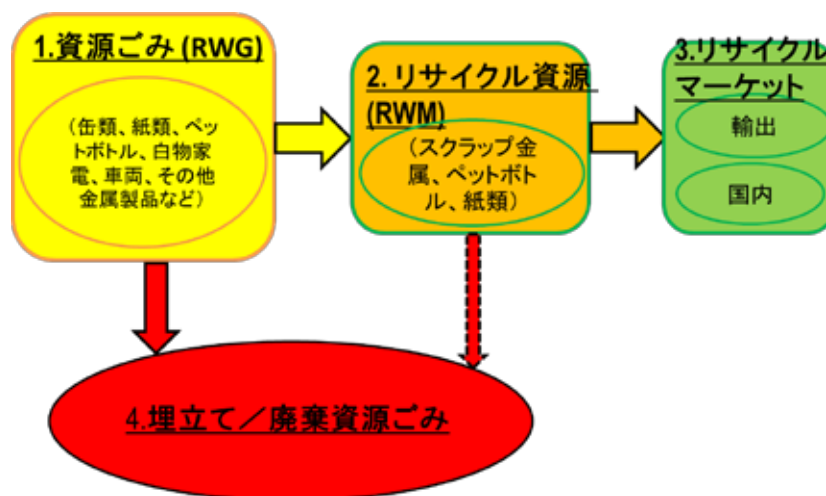 1.資源ごみ (RWG)
(缶類、紙類、ペッ
トボトル、白物家
電、車両、その他
金属製品など)
2. リサイクル資源
(RWM)
(スクラップ金
属、ペットボト
ル、紙類)
3.リサイクル
マーケット
輸出
国内
4.埋立て／廃棄資源ごみ